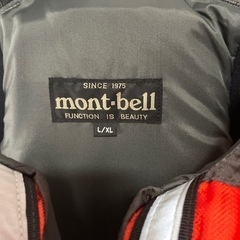 SINCE 1975
mont-bell
FUNCTION IS BEAUTY
L/XL